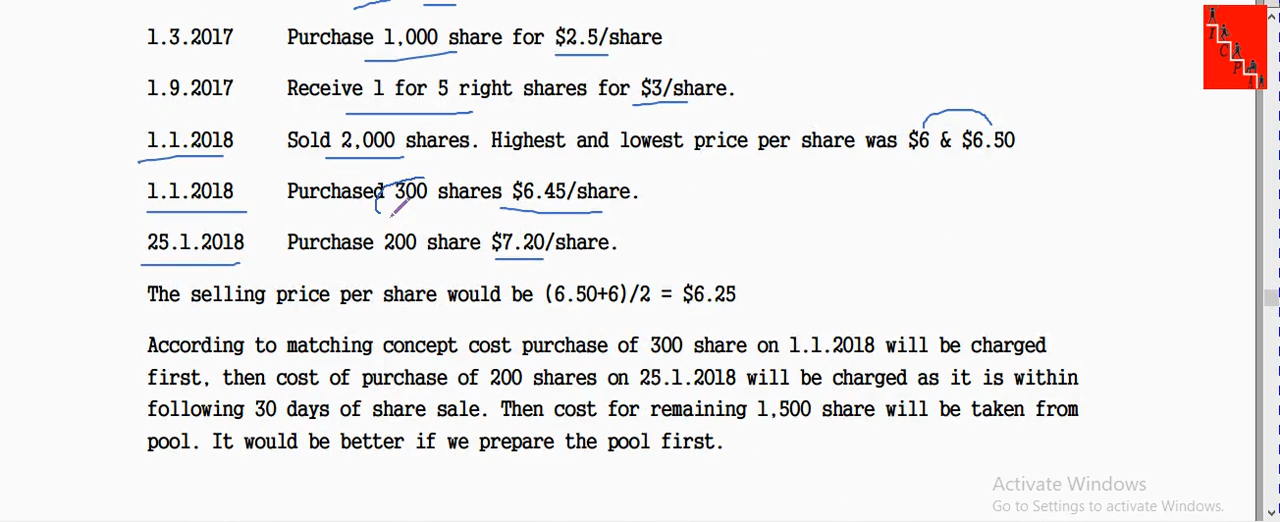 1.3.2017 Purchase 1,000 share for $2.5/share
1.9.2017 Receive 1 for 5 right shares for $3/share.
1.1.2018 Sold 2,000 shares. Highest and lowest price per share was $6 & $6.50
1.1.2018 Purchased 300 shares $6.45/share.
25.1.2018 Purchase 200 share $7.20/share.
The selling price per share would be (6.50+6)/2 = $6.25
According to matching concept cost purchase of 300 share on 1.1.2018 will be charged
first, then cost of purchase of 200 shares on 25.1.2018 will be charged as it is within
following 30 days of share sale. Then cost for remaining 1,500 share will be taken from
pool. It would be better if we prepare the pool first.
Activate Windows
Go to Settings to activate Windows.